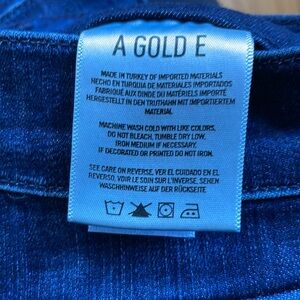 A GOLD E
MADE IN TURKEY OF IMPORTED MATERIALS
HECHO EN TURQUIA DE MATERIALES IMPORTADOS
FABRIQUÉ AUX DINDE DU MATÉRIELS IMPORTÉ
HERGESTELLT IN DEN TRUTHAHN MIT IMPORTIERTEM
MATERIAL
MACHINE WASH COLD WITH LIKE COLORS,
DO NOT BLEACH, TUMBLE DRY LOW.
IRON MEDIUM IF NECESSARY.
IF DECORATED OR PRINTED DO NOT IRON.
SEE CARE ON REVERSE, VER EL CUIDADO EN EL
REVERSO, VOIR LE SOIN SUR L'INVERSE, SEHEN
WASCHHINWEISE AUF DER RÜCKSEITE